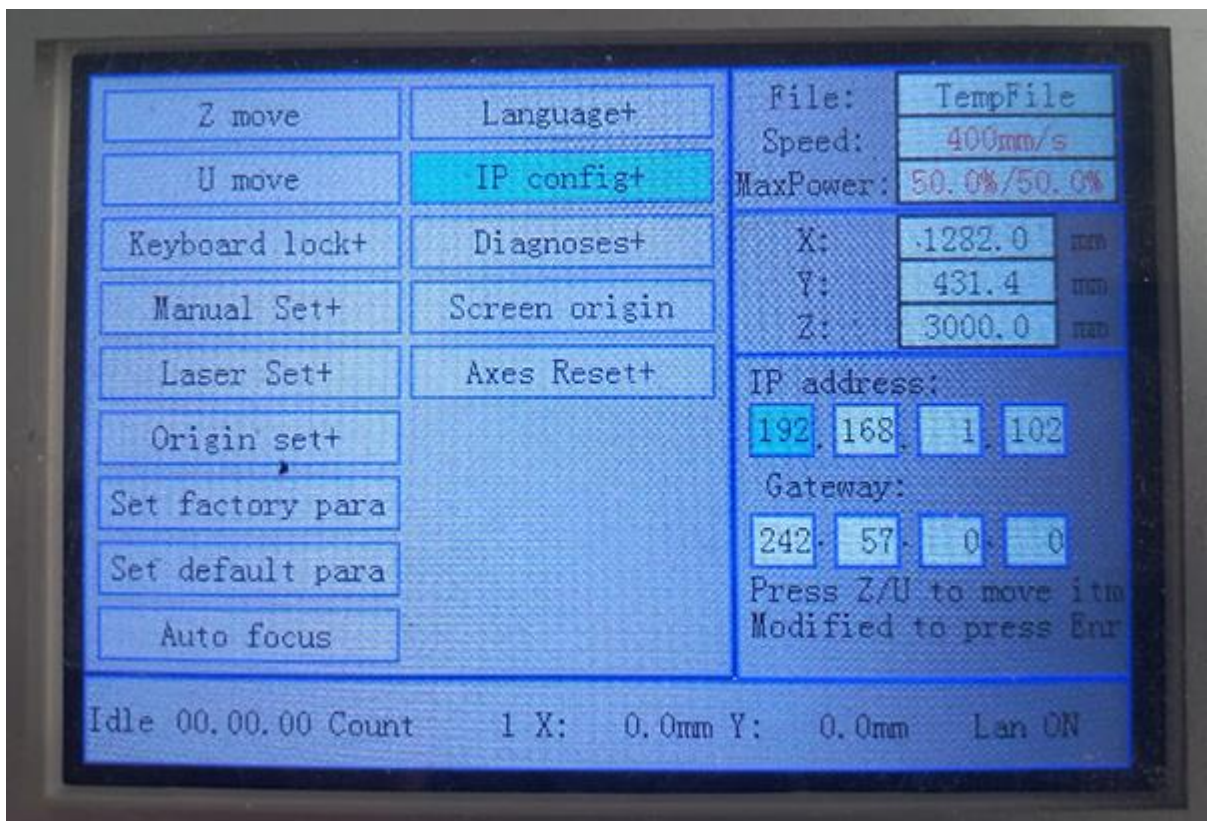 Z move
U move
Keyboard lock+
Manual Set+
Laser Set+
Origin set+
Set factory para
Set default para
Auto focus
Language+
IP config+
Diagnoses+
Screen origin
Axes Reset+
File: TempFile
Speed: 400mm/s
MaxPower: 50.0%/50.0%
X: 1282.0 mm
Y: 431.4 mm
Z: 3000.0 mm
IP address:
192. 168. 1. 102
Gateway:
242. 57. 0. 0
Press Z/U to move itm
Modified to press Enr
Idle 00.00.00 Count 1 X: 0.0mm Y: 0.0mm Lan ON